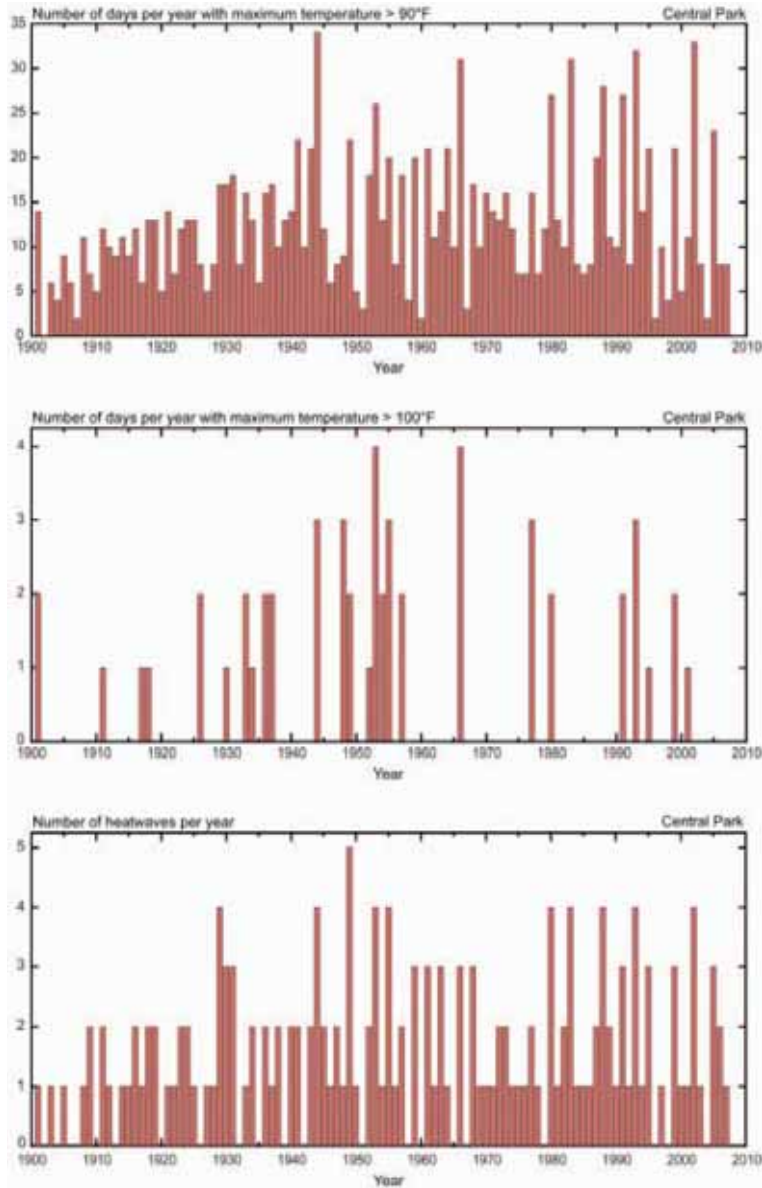 Number of days per year with maximum temperature > 90°F Central Park
35
30
25
20
15
10
5
0
1900 1910 1920 1930 1940 1950 1960 1970 1980 1990 2000 2010
Year
Number of days per year with maximum temperature > 100°F Central Park
4
3
2
1
0
1900 1910 1920 1930 1940 1950 1960 1970 1980 1990 2000 2010
Year
Number of heatwaves per year Central Park
5
4
3
2
1
0
1900 1910 1920 1930 1940 1950 1960 1970 1980 1990 2000 2010
Year